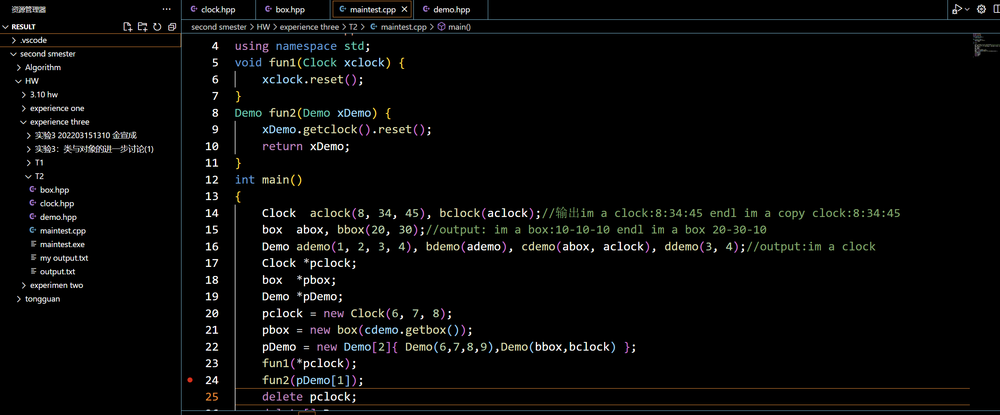 资源管理器
RESULT
.vscode
second smester
Algorithm
HW
3.10 hw
experience one
experience three
实验3 202203151310 金宣成
实验3：类与对象的进一步讨论(1)
T1
T2
box.hpp
clock.hpp
demo.hpp
maintest.cpp
maintest.exe
my output.txt
output.txt
experimen two
tongguan
clock.hpp
box.hpp
maintest.cpp
demo.hpp
second smester > HW > experience three > T2 > maintest.cpp > main()
4 using namespace std;
5 void fun1(Clock xclock) {
6 xclock.reset();
7 }
8 Demo fun2(Demo xDemo) {
9 xDemo.getclock().reset();
10 return xDemo;
11 }
12 int main()
13 {
14 Clock  aclock(8, 34, 45), bclock(aclock);//输出im a clock:8:34:45 endl im a copy clock:8:34:45
15 box  abox, bbox(20, 30);//output: im a box:10-10-10 endl im a box 20-30-10
16 Demo ademo(1, 2, 3, 4), bdemo(ademo), cdemo(abox, aclock), ddemo(3, 4);//output:im a clock
17 Clock *pclock;
18 box  *pbox;
19 Demo *pDemo;
20 pclock = new Clock(6, 7, 8);
21 pbox = new box(cdemo.getbox());
22 pDemo = new Demo[2]{ Demo(6,7,8,9),Demo(bbox,bclock) };
23 fun1(*pclock);
24 fun2(pDemo[1]);
25 delete pclock;